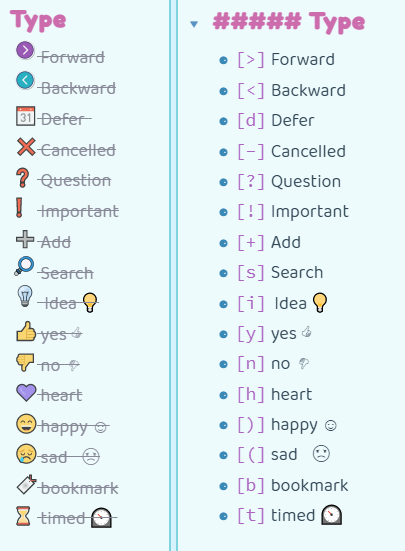 Type
Forward
Backward
31 Defer
Cancelled
Question
Important
Add
Search
Idea 💡
yes 👍
no 👎
heart
happy ☺
sad ☹
bookmark
timed ⏲
##### Type
[>] Forward
[<] Backward
[d] Defer
[-] Cancelled
[?] Question
[!] Important
[+] Add
[s] Search
[i] Idea 💡
[y] yes 👍
[n] no 👎
[h] heart
[)] happy ☺
[(] sad ☹
[b] bookmark
[t] timed ⏲